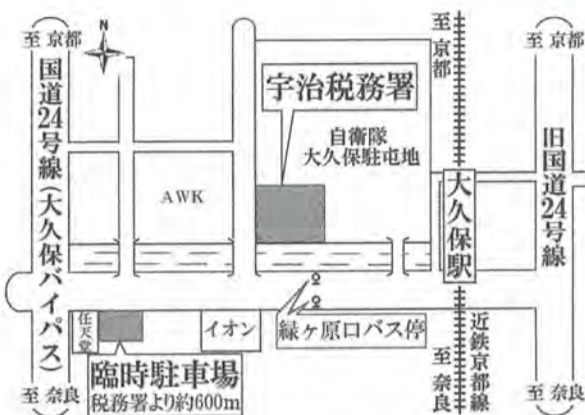 至 京都
N
至 京都
至 京都
国道24号線(大久保バイパス)
宇治税務署
自衛隊
大久保駐屯地
AWK
大久保駅
旧国道24号線
任天堂
イオン
緑ヶ原口バス停
近鉄京都線
臨時駐車場
税務署より約600m
至 奈良
至 奈良
至 奈良